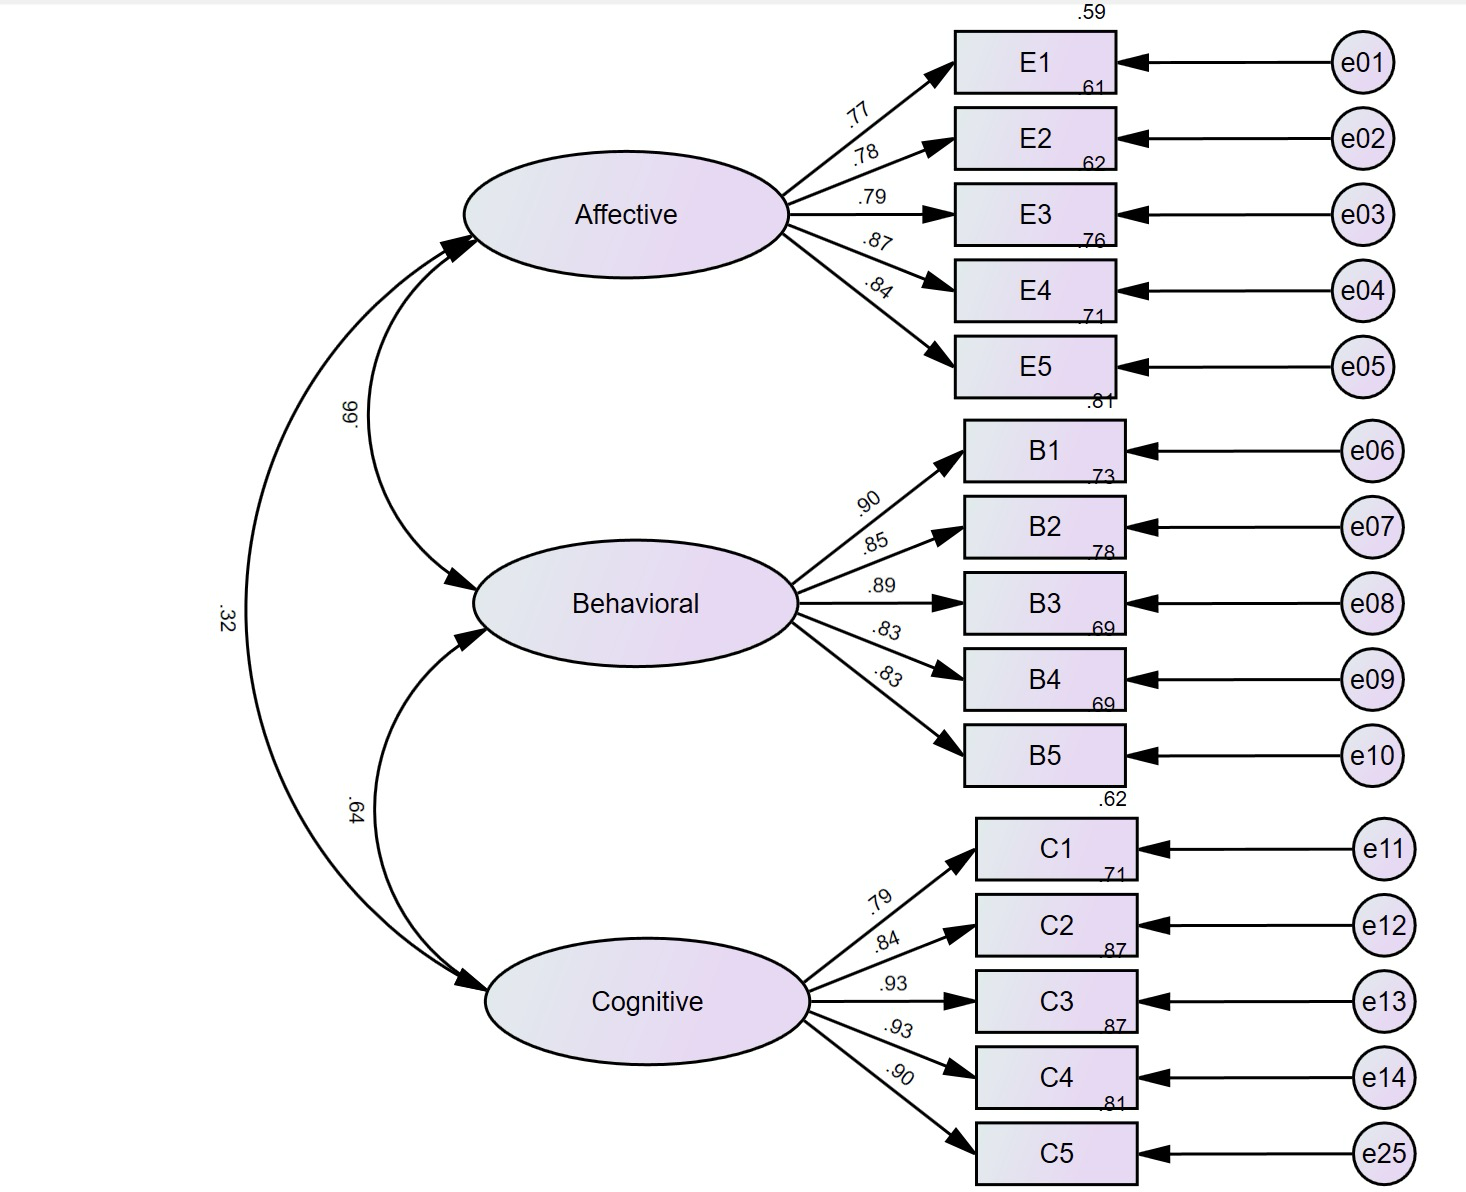 .59
E1
e01
.77
.61
E2
e02
.78
.62
E3
e03
.79
Affective
.76
E4
e04
.87
.71
E5
e05
.84
.81
B1
e06
.90
.66
.73
B2
e07
.85
.78
B3
e08
.89
Behavioral
.69
B4
e09
.83
.69
B5
e10
.83
.32
.64
.62
C1
e11
.79
.71
C2
e12
.84
.87
C3
e13
.93
Cognitive
.87
C4
e14
.93
.81
C5
e25
.90